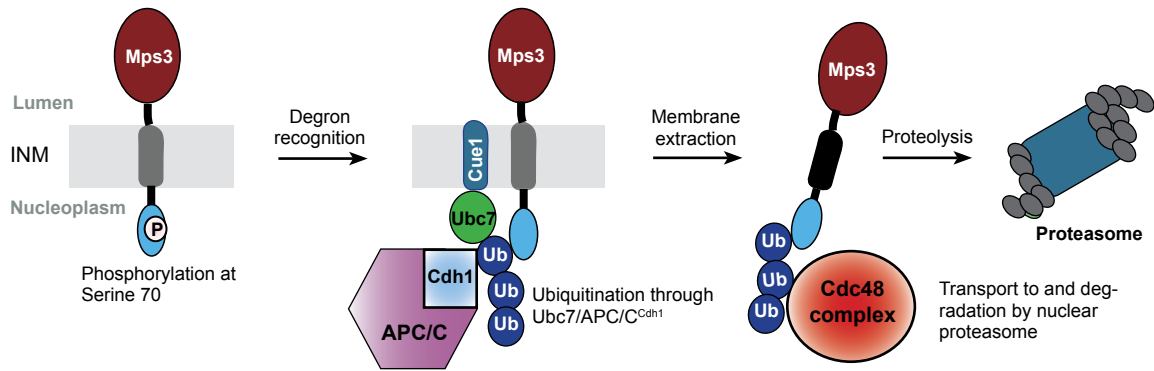 Mps3
Lumen
INM
Nucleoplasm
P
Phosphorylation at
Serine 70
Degron
recognition
Mps3
Cue1
Ubc7
Ub
Ub
Ub
Cdh1
APC/C
Ubiquitination through
Ubc7/APC/C^Cdh1
Membrane
extraction
Mps3
Ub
Ub
Ub
Cdc48
complex
Proteolysis
Proteasome
Transport to and deg-
radation by nuclear
proteasome